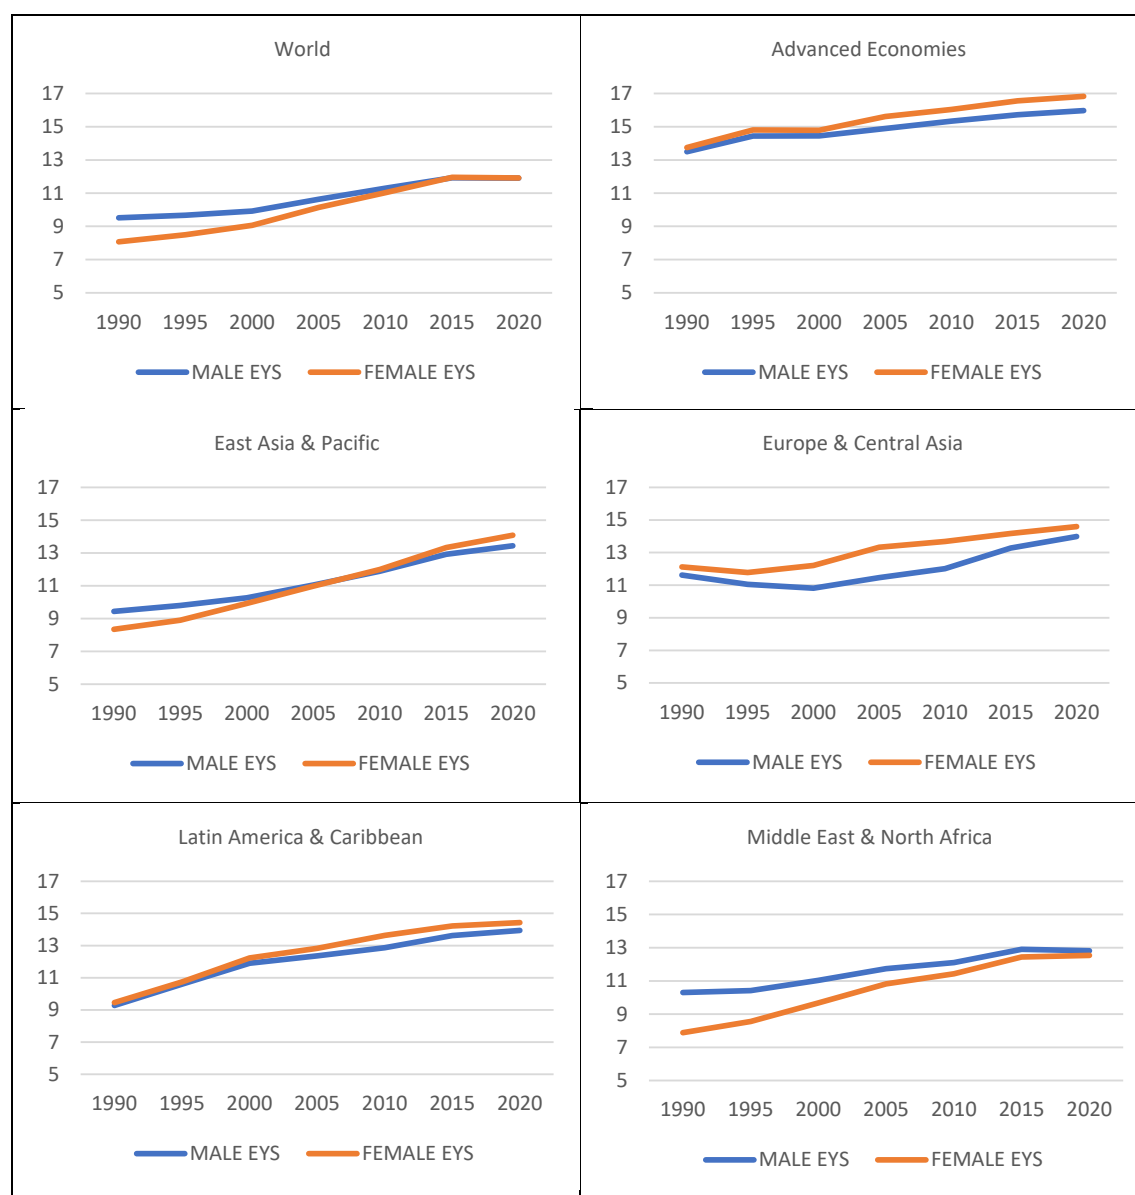 World
17
15
13
11
9
7
5
1990 1995 2000 2005 2010 2015 2020
MALE EYS FEMALE EYS
Advanced Economies
17
15
13
11
9
7
5
1990 1995 2000 2005 2010 2015 2020
MALE EYS FEMALE EYS
East Asia & Pacific
17
15
13
11
9
7
5
1990 1995 2000 2005 2010 2015 2020
MALE EYS FEMALE EYS
Europe & Central Asia
17
15
13
11
9
7
5
1990 1995 2000 2005 2010 2015 2020
MALE EYS FEMALE EYS
Latin America & Caribbean
17
15
13
11
9
7
5
1990 1995 2000 2005 2010 2015 2020
MALE EYS FEMALE EYS
Middle East & North Africa
17
15
13
11
9
7
5
1990 1995 2000 2005 2010 2015 2020
MALE EYS FEMALE EYS